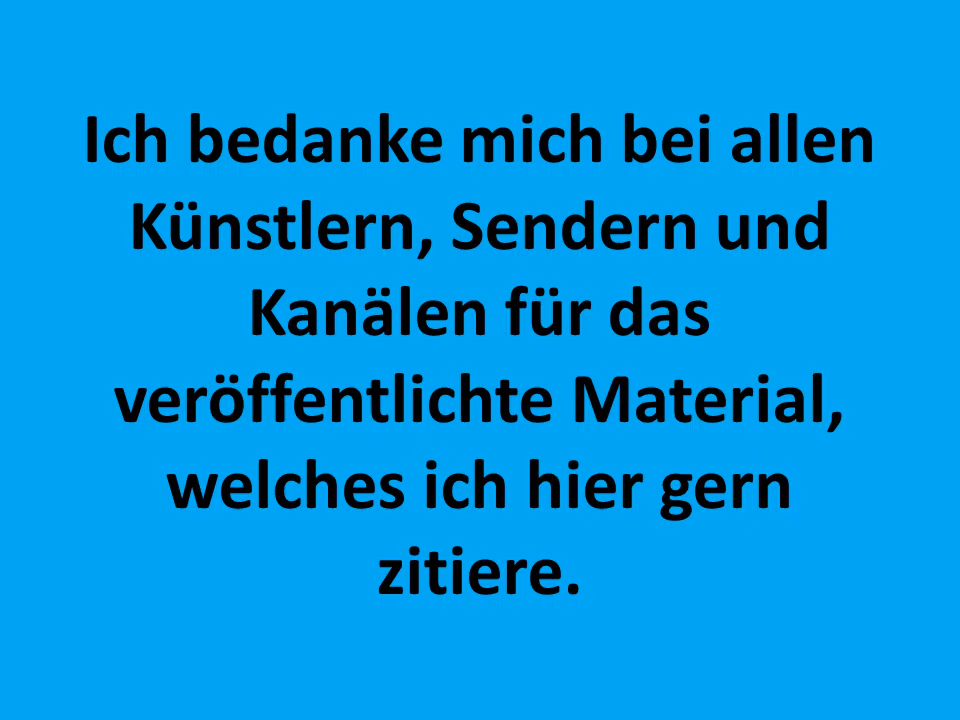 Ich bedanke mich bei allen
Künstlern, Sendern und
Kanälen für das
veröffentlichte Material,
welches ich hier gern
zitiere.